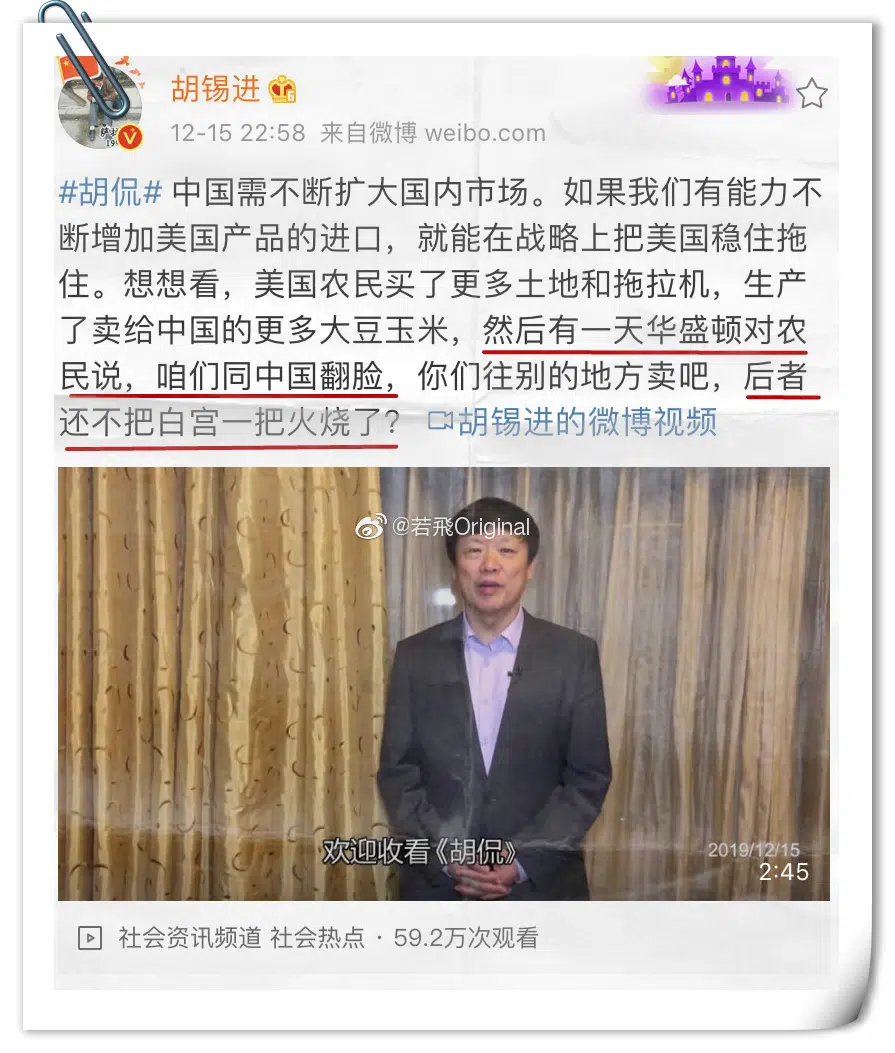 胡锡进
12-15 22:58 来自微博 weibo.com
#胡侃# 中国需不断扩大国内市场。如果我们有能力不
断增加美国产品的进口，就能在战略上把美国稳住拖
住。想想看，美国农民买了更多土地和拖拉机，生产
了卖给中国的更多大豆玉米，然后有一天华盛顿对农
民说，咱们同中国翻脸，你们往别的地方卖吧，后者
还不把白宫一把火烧了？ 胡锡进的微博视频
@若飛Original
欢迎收看《胡侃》
2019/12/15
2:45
社会资讯频道 社会热点 · 59.2万次观看